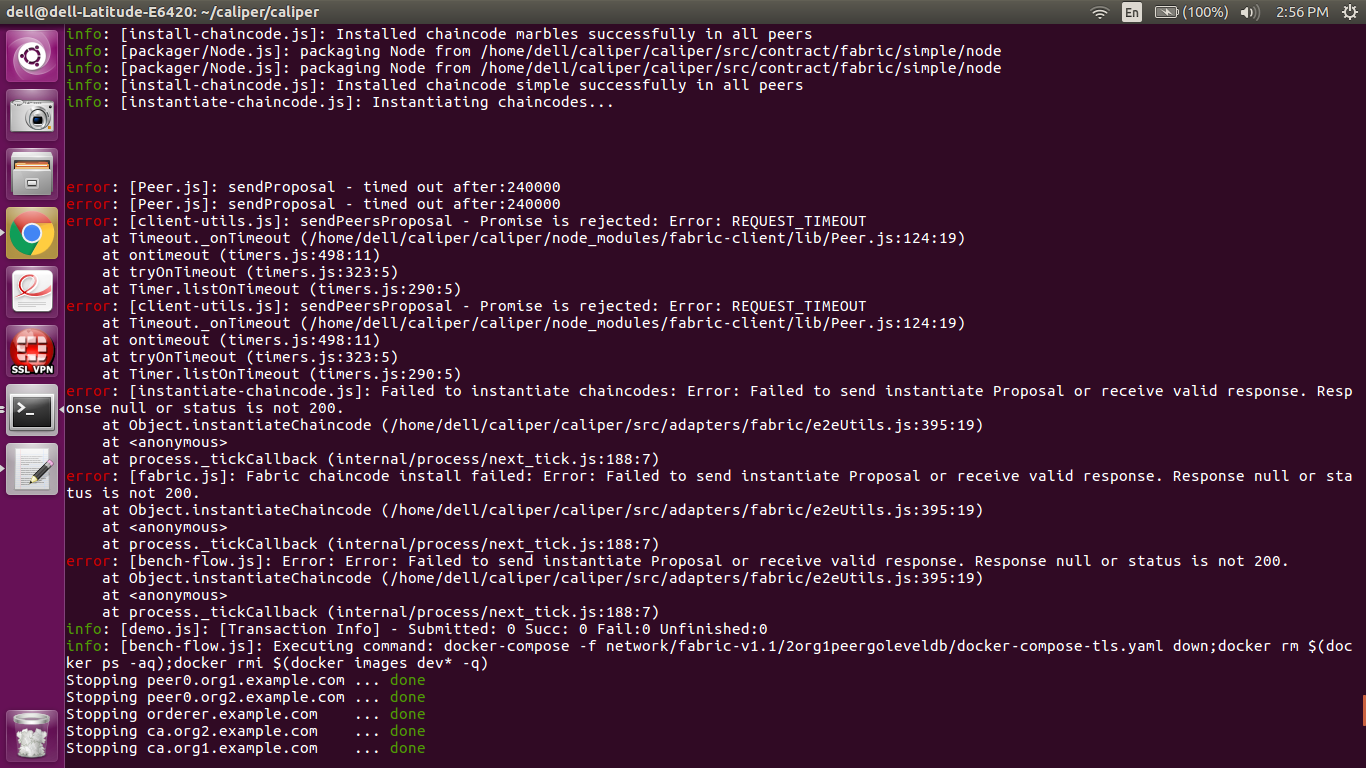 dell@dell-Latitude-E6420: ~/caliper/caliper
En
(100%)
2:56 PM
info: [install-chaincode.js]: Installed chaincode marbles successfully in all peers
info: [packager/Node.js]: packaging Node from /home/dell/caliper/caliper/src/contract/fabric/simple/node
info: [packager/Node.js]: packaging Node from /home/dell/caliper/caliper/src/contract/fabric/simple/node
info: [install-chaincode.js]: Installed chaincode simple successfully in all peers
info: [instantiate-chaincode.js]: Instantiating chaincodes...
error: [Peer.js]: sendProposal - timed out after:240000
error: [Peer.js]: sendProposal - timed out after:240000
error: [client-utils.js]: sendPeersProposal - Promise is rejected: Error: REQUEST_TIMEOUT
    at Timeout._onTimeout (/home/dell/caliper/caliper/node_modules/fabric-client/lib/Peer.js:124:19)
    at ontimeout (timers.js:498:11)
    at tryOnTimeout (timers.js:323:5)
    at Timer.listOnTimeout (timers.js:290:5)
error: [client-utils.js]: sendPeersProposal - Promise is rejected: Error: REQUEST_TIMEOUT
    at Timeout._onTimeout (/home/dell/caliper/caliper/node_modules/fabric-client/lib/Peer.js:124:19)
    at ontimeout (timers.js:498:11)
    at tryOnTimeout (timers.js:323:5)
    at Timer.listOnTimeout (timers.js:290:5)
error: [instantiate-chaincode.js]: Failed to instantiate chaincodes: Error: Failed to send instantiate Proposal or receive valid response. Resp
onse null or status is not 200.
    at Object.instantiateChaincode (/home/dell/caliper/caliper/src/adapters/fabric/e2eUtils.js:395:19)
    at <anonymous>
    at process._tickCallback (internal/process/next_tick.js:188:7)
error: [fabric.js]: Fabric chaincode install failed: Error: Failed to send instantiate Proposal or receive valid response. Response null or sta
tus is not 200.
    at Object.instantiateChaincode (/home/dell/caliper/caliper/src/adapters/fabric/e2eUtils.js:395:19)
    at <anonymous>
    at process._tickCallback (internal/process/next_tick.js:188:7)
error: [bench-flow.js]: Error: Error: Failed to send instantiate Proposal or receive valid response. Response null or status is not 200.
    at Object.instantiateChaincode (/home/dell/caliper/caliper/src/adapters/fabric/e2eUtils.js:395:19)
    at <anonymous>
    at process._tickCallback (internal/process/next_tick.js:188:7)
info: [demo.js]: [Transaction Info] - Submitted: 0 Succ: 0 Fail:0 Unfinished:0
info: [bench-flow.js]: Executing command: docker-compose -f network/fabric-v1.1/2org1peergoleveldb/docker-compose-tls.yaml down;docker rm $(doc
ker ps -aq);docker rmi $(docker images dev* -q)
Stopping peer0.org1.example.com ... done
Stopping peer0.org2.example.com ... done
Stopping orderer.example.com    ... done
Stopping ca.org2.example.com    ... done
Stopping ca.org1.example.com    ... done
SSL VPN